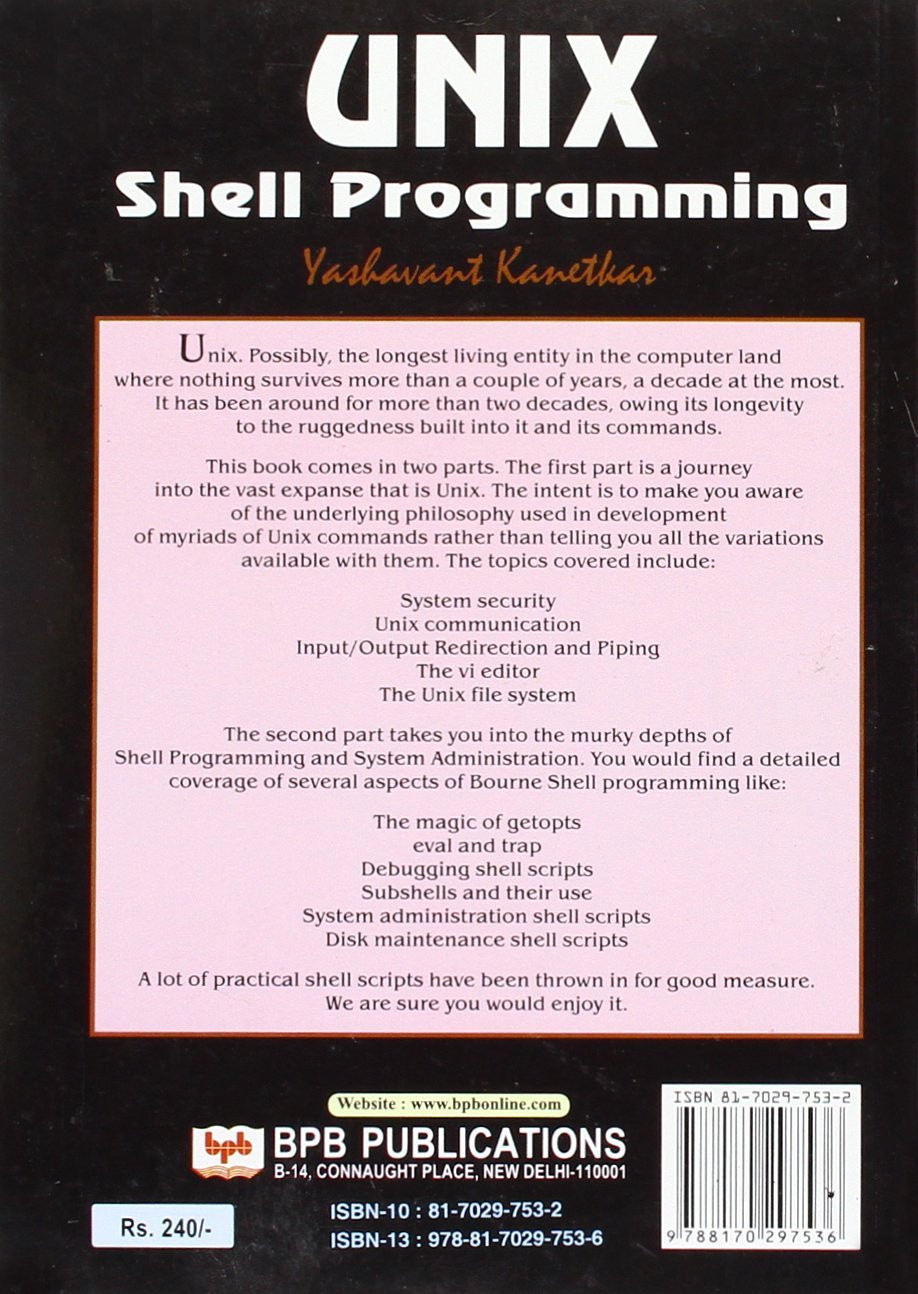 UNIX
Shell Programming
Yashavant Kanetkar
Unix. Possibly, the longest living entity in the computer land
where nothing survives more than a couple of years, a decade at the most.
It has been around for more than two decades, owing its longevity
to the ruggedness built into it and its commands.
This book comes in two parts. The first part is a journey
into the vast expanse that is Unix. The intent is to make you aware
of the underlying philosophy used in development
of myriads of Unix commands rather than telling you all the variations
available with them. The topics covered include:
System security
Unix communication
Input/Output Redirection and Piping
The vi editor
The Unix file system
The second part takes you into the murky depths of
Shell Programming and System Administration. You would find a detailed
coverage of several aspects of Bourne Shell programming like:
The magic of getopts
eval and trap
Debugging shell scripts
Subshells and their use
System administration shell scripts
Disk maintenance shell scripts
A lot of practical shell scripts have been thrown in for good measure.
We are sure you would enjoy it.
Website : www.bpbonline.com
bpb BPB PUBLICATIONS
B-14, CONNAUGHT PLACE, NEW DELHI-110001
Rs. 240/-
ISBN-10 : 81-7029-753-2
ISBN-13 : 978-81-7029-753-6
ISBN 81-7029-753-2
9 788170 297536